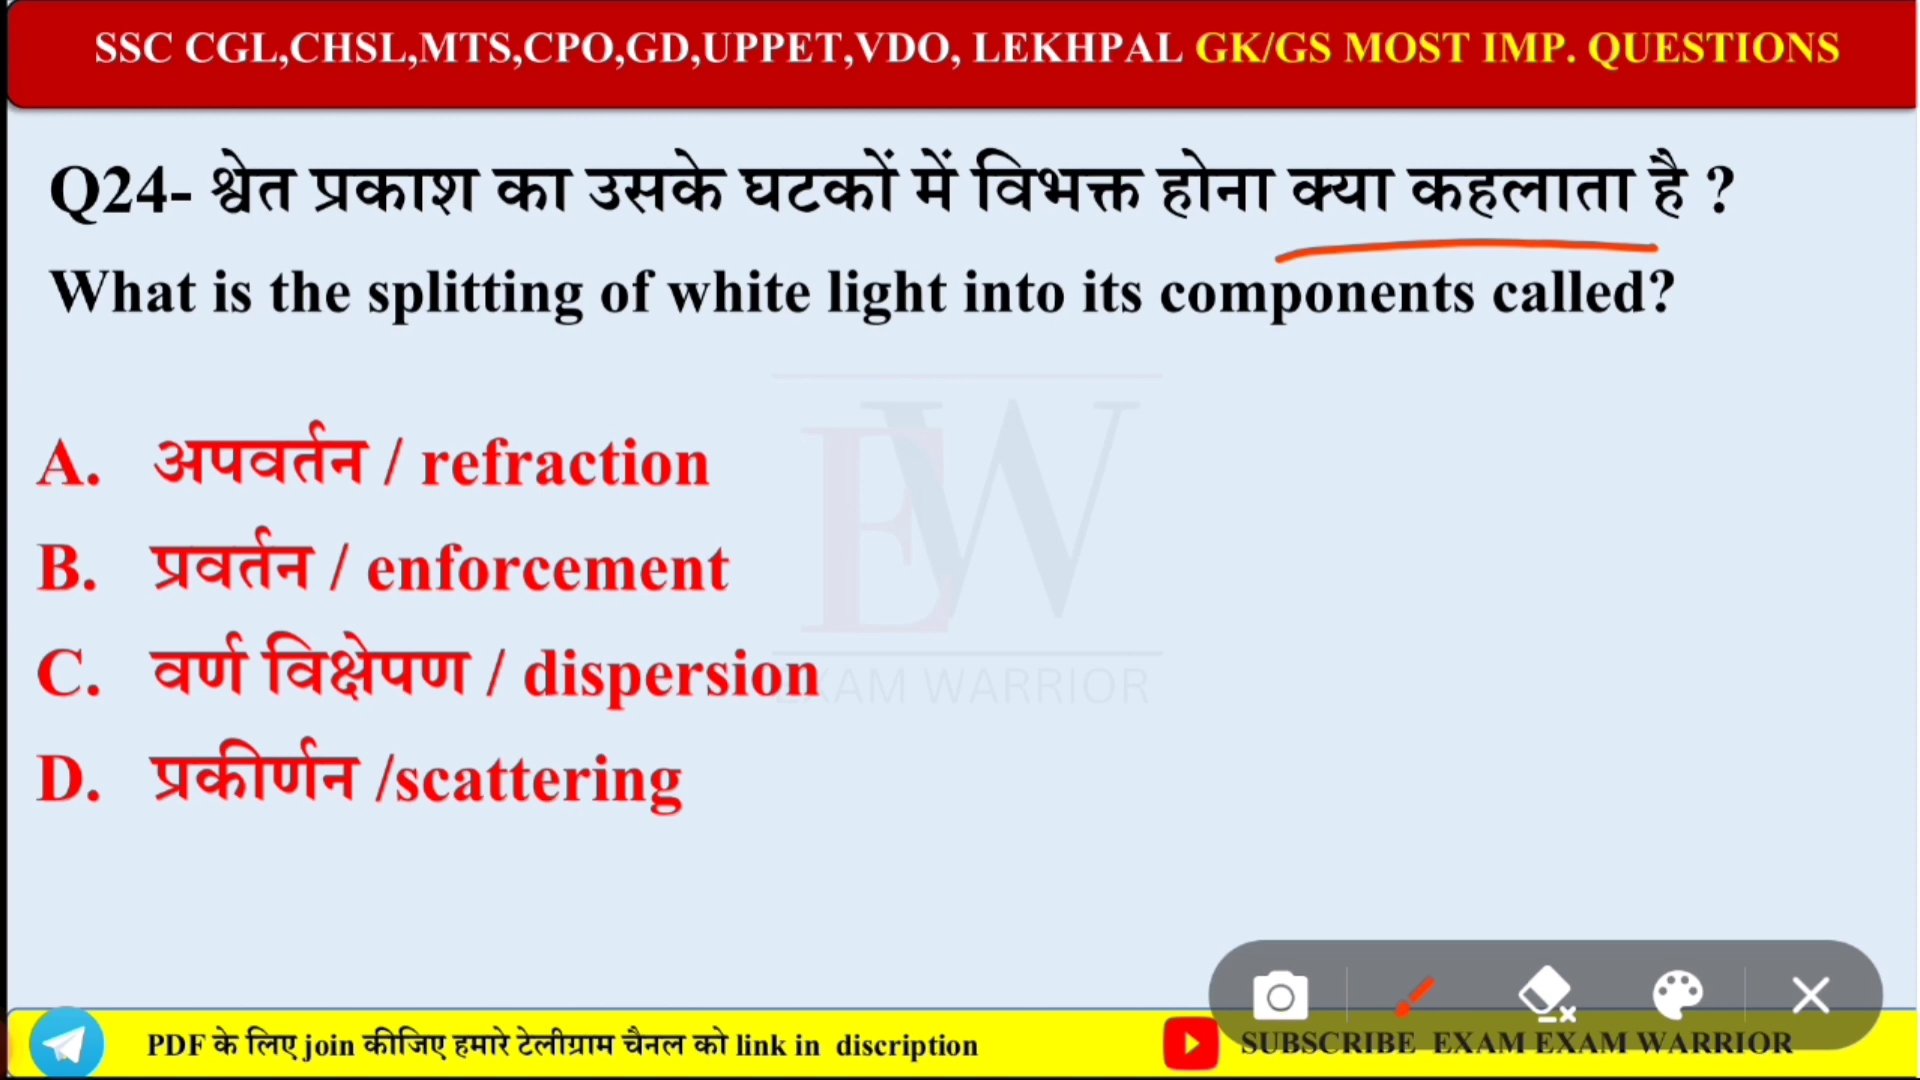 SSC CGL,CHSL,MTS,CPO,GD,UPPET,VDO, LEKHPAL GK/GS MOST IMP. QUESTIONS
Q24- श्वेत प्रकाश का उसके घटकों में विभक्त होना क्या कहलाता है ?
What is the splitting of white light into its components called?
A. अपवर्तन / refraction
B. प्रवर्तन / enforcement
C. वर्ण विक्षेपण / dispersion
D. प्रकीर्णन /scattering
EW
EXAM WARRIOR
PDF के लिए join कीजिए हमारे टेलीग्राम चैनल को link in discription
SUBSCRIBE EXAM EXAM WARRIOR